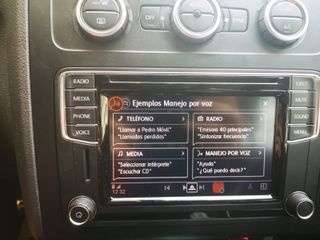 OFF
A/C
RADIO
MEDIA
PHONE
VOICE
EJECT
MUTE
SOUND
MENU
Ejemplos Manejo por voz
TELÉFONO
"Llamar a Pedro Móvil"
"Llamadas perdidas"
RADIO
"Emisora 40 principales"
"Sintonizar frecuencia"
MEDIA
"Seleccionar intérprete"
"Escuchar CD"
MANEJO POR VOZ
"Ayuda"
"¿Qué puedo decir?"
12:32